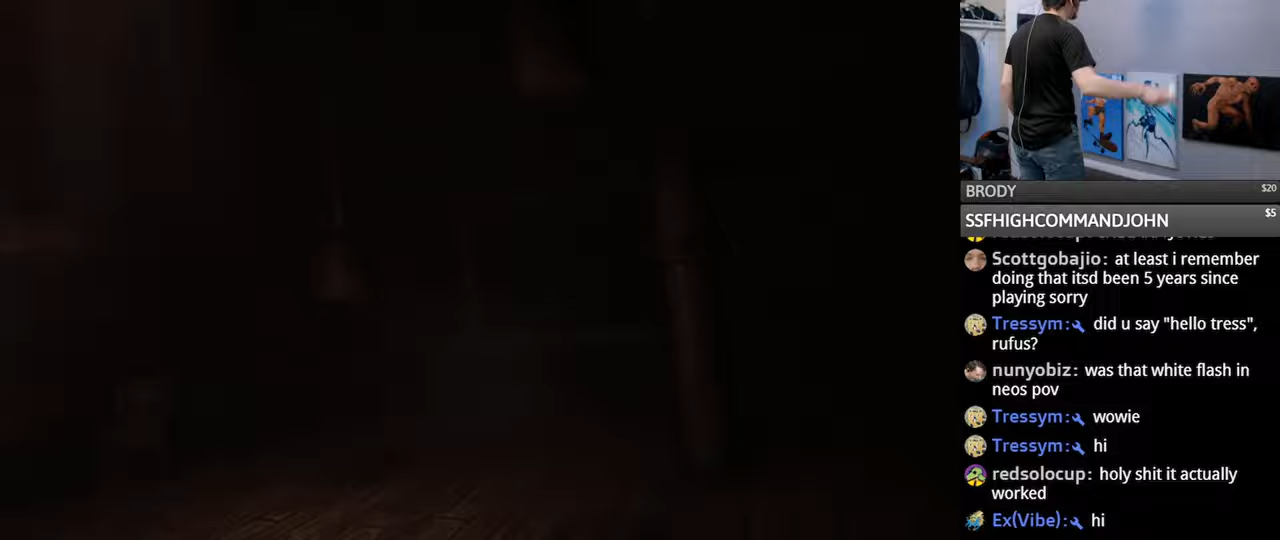 BRODY
$20
SSFHIGHCOMMANDJOHN
$5
Scottgobajio: at least i remember
doing that itsd been 5 years since
playing sorry
Tressym: did u say "hello tress",
rufus?
nunyobiz: was that white flash in
neos pov
Tressym: wowie
Tressym: hi
redsolocup: holy shit it actually
worked
Ex(Vibe): hi